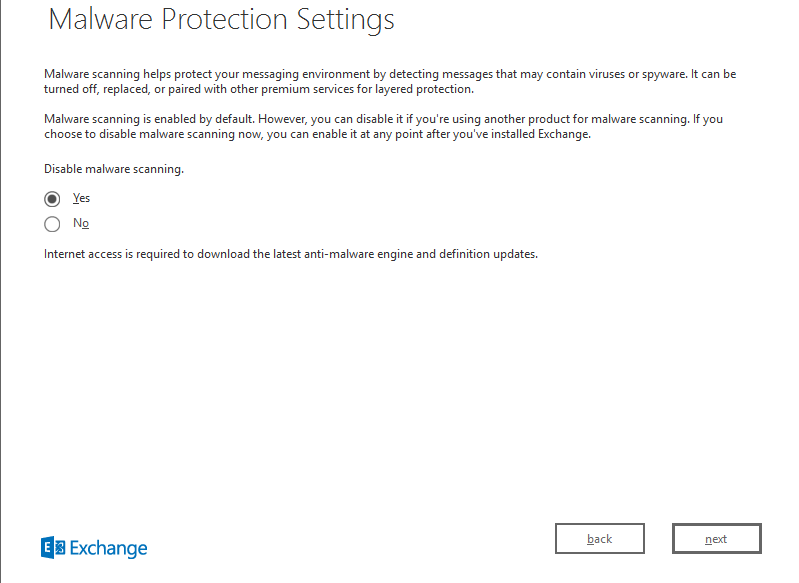 Malware Protection Settings
Malware scanning helps protect your messaging environment by detecting messages that may contain viruses or spyware. It can be
turned off, replaced, or paired with other premium services for layered protection.
Malware scanning is enabled by default. However, you can disable it if you're using another product for malware scanning. If you
choose to disable malware scanning now, you can enable it at any point after you've installed Exchange.
Disable malware scanning.
Yes
No
Internet access is required to download the latest anti-malware engine and definition updates.
E Exchange
back
next